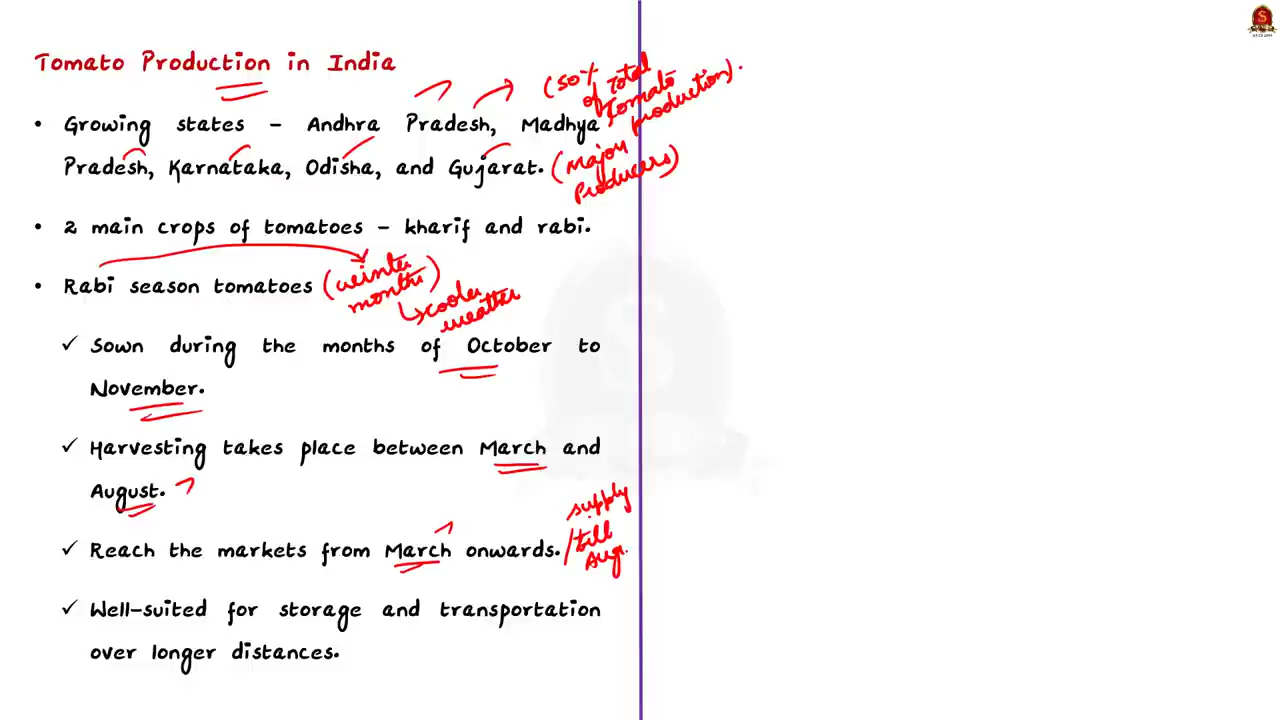 Tomato Production in India
(50% of Total Tomato production).
• Growing states – Andhra Pradesh, Madhya
Pradesh, Karnataka, Odisha, and Gujarat. (Major Producers)
• 2 main crops of tomatoes – kharif and rabi.
• Rabi season tomatoes (winter months)
cooler weather
✓ Sown during the months of October to
November.
✓ Harvesting takes place between March and
August.
✓ Reach the markets from March onwards. / supply till Aug.
✓ Well-suited for storage and transportation
over longer distances.